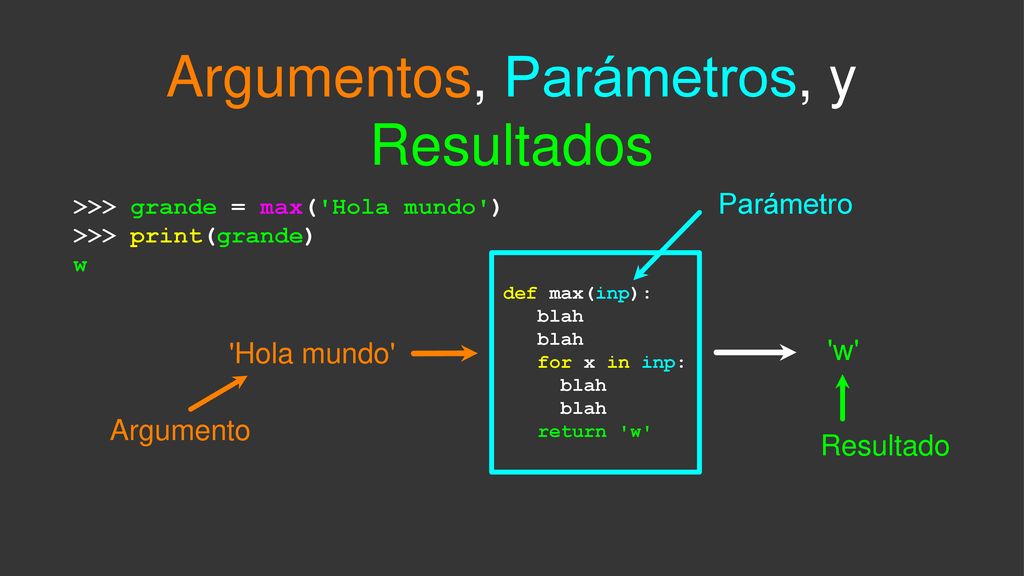 Argumentos, Parámetros, y
Resultados
>>> grande = max('Hola mundo')
>>> print(grande)
w
Parámetro
def max(inp):
blah
blah
for x in inp:
blah
blah
return 'w'
'Hola mundo'
Argumento
'w'
Resultado